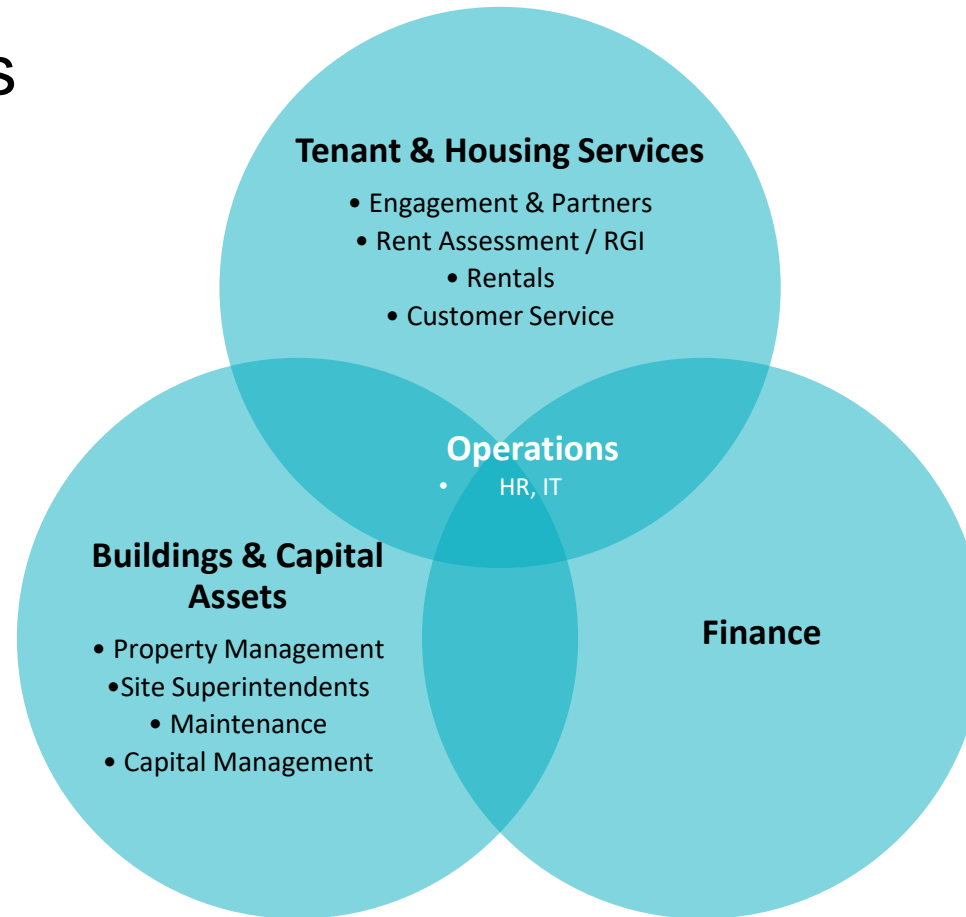 s
Tenant & Housing Services
• Engagement & Partners
• Rent Assessment / RGI
• Rentals
• Customer Service
Operations
• HR, IT
Buildings & Capital
Assets
• Property Management
•Site Superintendents
• Maintenance
• Capital Management
Finance